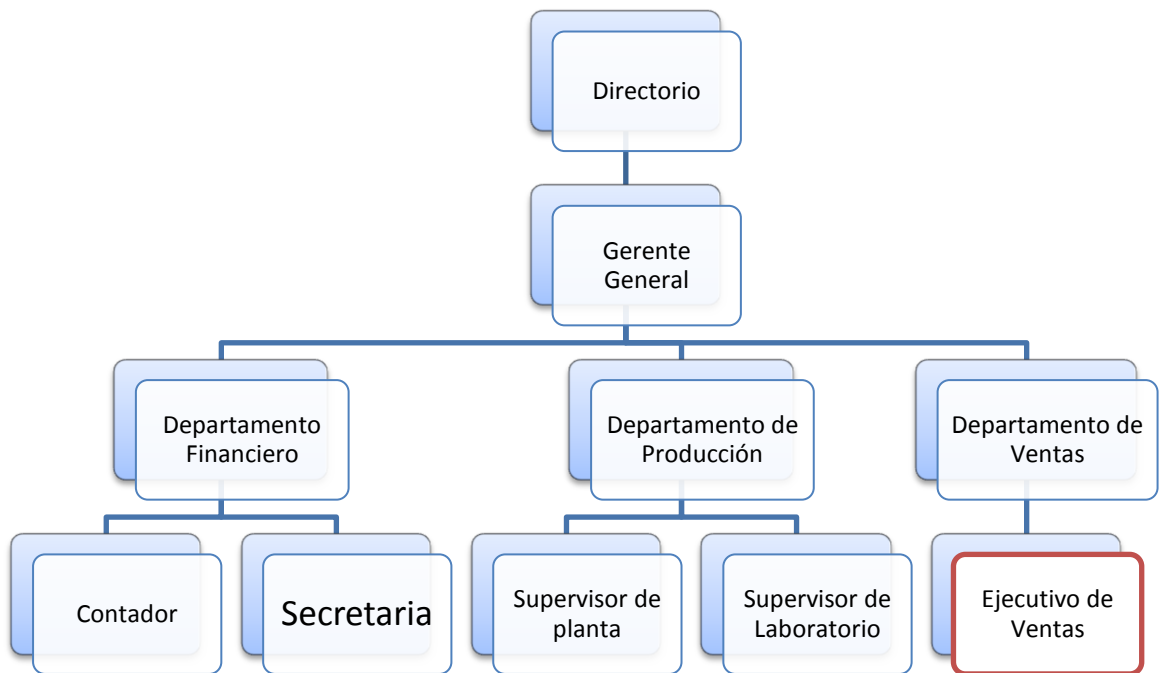 Directorio
Gerente
General
Departamento
Financiero
Departamento de
Producción
Departamento de
Ventas
Contador
Secretaria
Supervisor de
planta
Supervisor de
Laboratorio
Ejecutivo de
Ventas